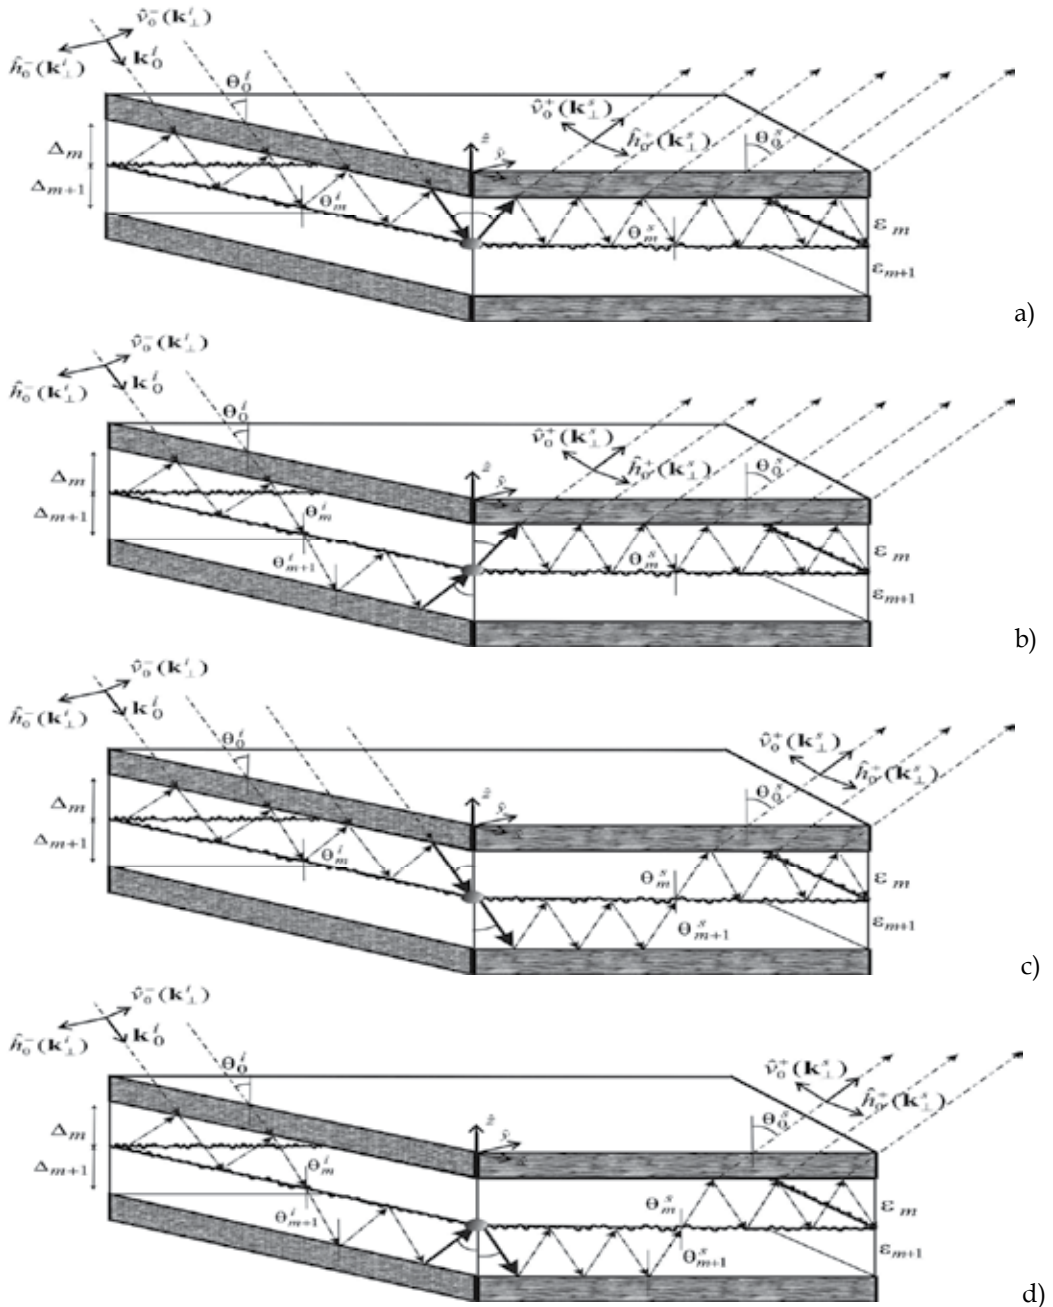 v̂₀⁻(k⊥ⁱ)
ĥ₀⁻(k⊥ⁱ)
k₀ⁱ
Θ₀ⁱ
v̂₀⁺(k⊥ˢ)
ĥ₀⁺(k⊥ˢ)
Θ₀ˢ
Δₘ
Δₘ₊₁
ẑ
ŷ
Θₘⁱ
Θₘˢ
εₘ
εₘ₊₁
a)
v̂₀⁻(k⊥ⁱ)
ĥ₀⁻(k⊥ⁱ)
k₀ⁱ
Θ₀ⁱ
v̂₀⁺(k⊥ˢ)
ĥ₀⁺(k⊥ˢ)
Θ₀ˢ
Δₘ
Δₘ₊₁
ẑ
ŷ
Θₘⁱ
Θₘ₊₁ⁱ
Θₘˢ
εₘ
εₘ₊₁
b)
v̂₀⁻(k⊥ⁱ)
ĥ₀⁻(k⊥ⁱ)
k₀ⁱ
Θ₀ⁱ
v̂₀⁺(k⊥ˢ)
ĥ₀⁺(k⊥ˢ)
Θ₀ˢ
Δₘ
Δₘ₊₁
ẑ
ŷ
Θₘⁱ
Θₘˢ
Θₘ₊₁ˢ
εₘ
εₘ₊₁
c)
v̂₀⁻(k⊥ⁱ)
ĥ₀⁻(k⊥ⁱ)
k₀ⁱ
Θ₀ⁱ
v̂₀⁺(k⊥ˢ)
ĥ₀⁺(k⊥ˢ)
Θ₀ˢ
Δₘ
Δₘ₊₁
ẑ
ŷ
Θₘⁱ
Θₘ₊₁ⁱ
Θₘˢ
Θₘ₊₁ˢ
εₘ
εₘ₊₁
d)